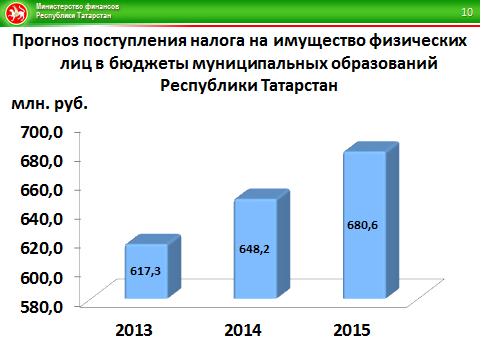 Министерство финансов
Республики Татарстан
10
Прогноз поступления налога на имущество физических
лиц в бюджеты муниципальных образований
Республики Татарстан
млн. руб.
700,0
680,0
660,0
640,0
620,0
600,0
580,0
617,3
648,2
680,6
2013
2014
2015